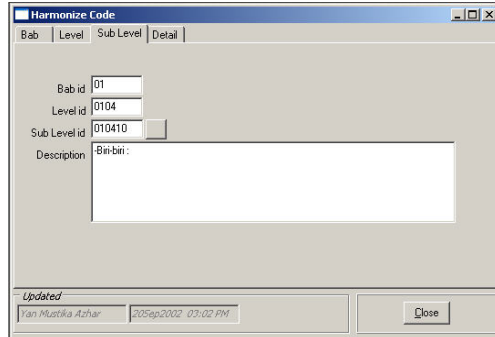 Harmonize Code
Bab Level Sub Level Detail
Bab id 01
Level id 0104
Sub Level id 010410
Description -Biri-biri :
Updated
Yan Mustika Azhar 20Sep2002 03:02 PM
Close